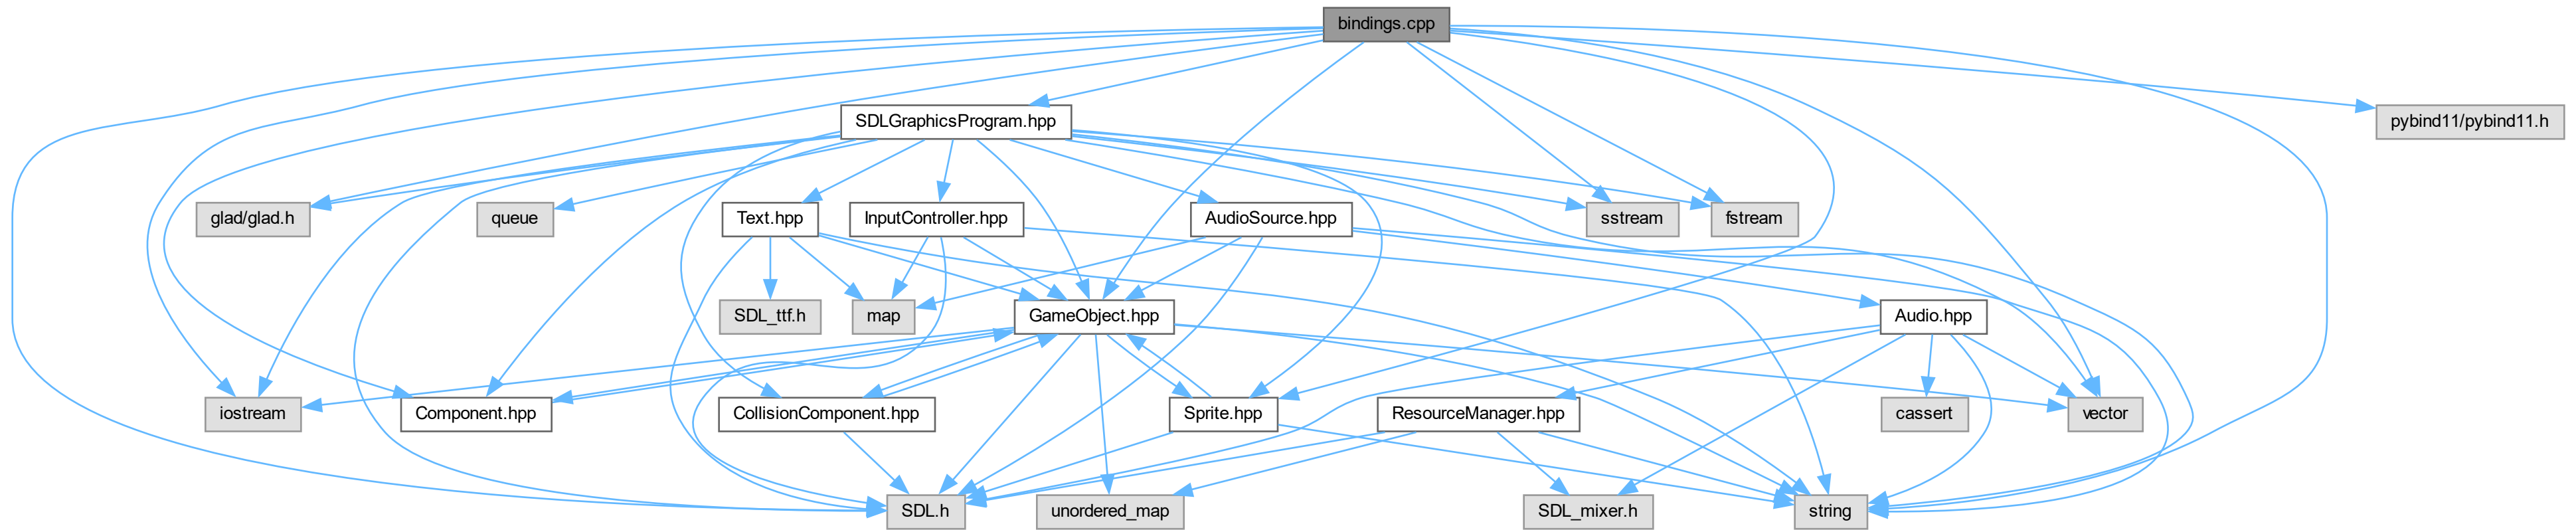 bindings.cpp
SDLGraphicsProgram.hpp
pybind11/pybind11.h
glad/glad.h
queue
Text.hpp
InputController.hpp
AudioSource.hpp
sstream
fstream
SDL_ttf.h
map
GameObject.hpp
Audio.hpp
iostream
Component.hpp
CollisionComponent.hpp
Sprite.hpp
ResourceManager.hpp
cassert
vector
SDL.h
unordered_map
SDL_mixer.h
string